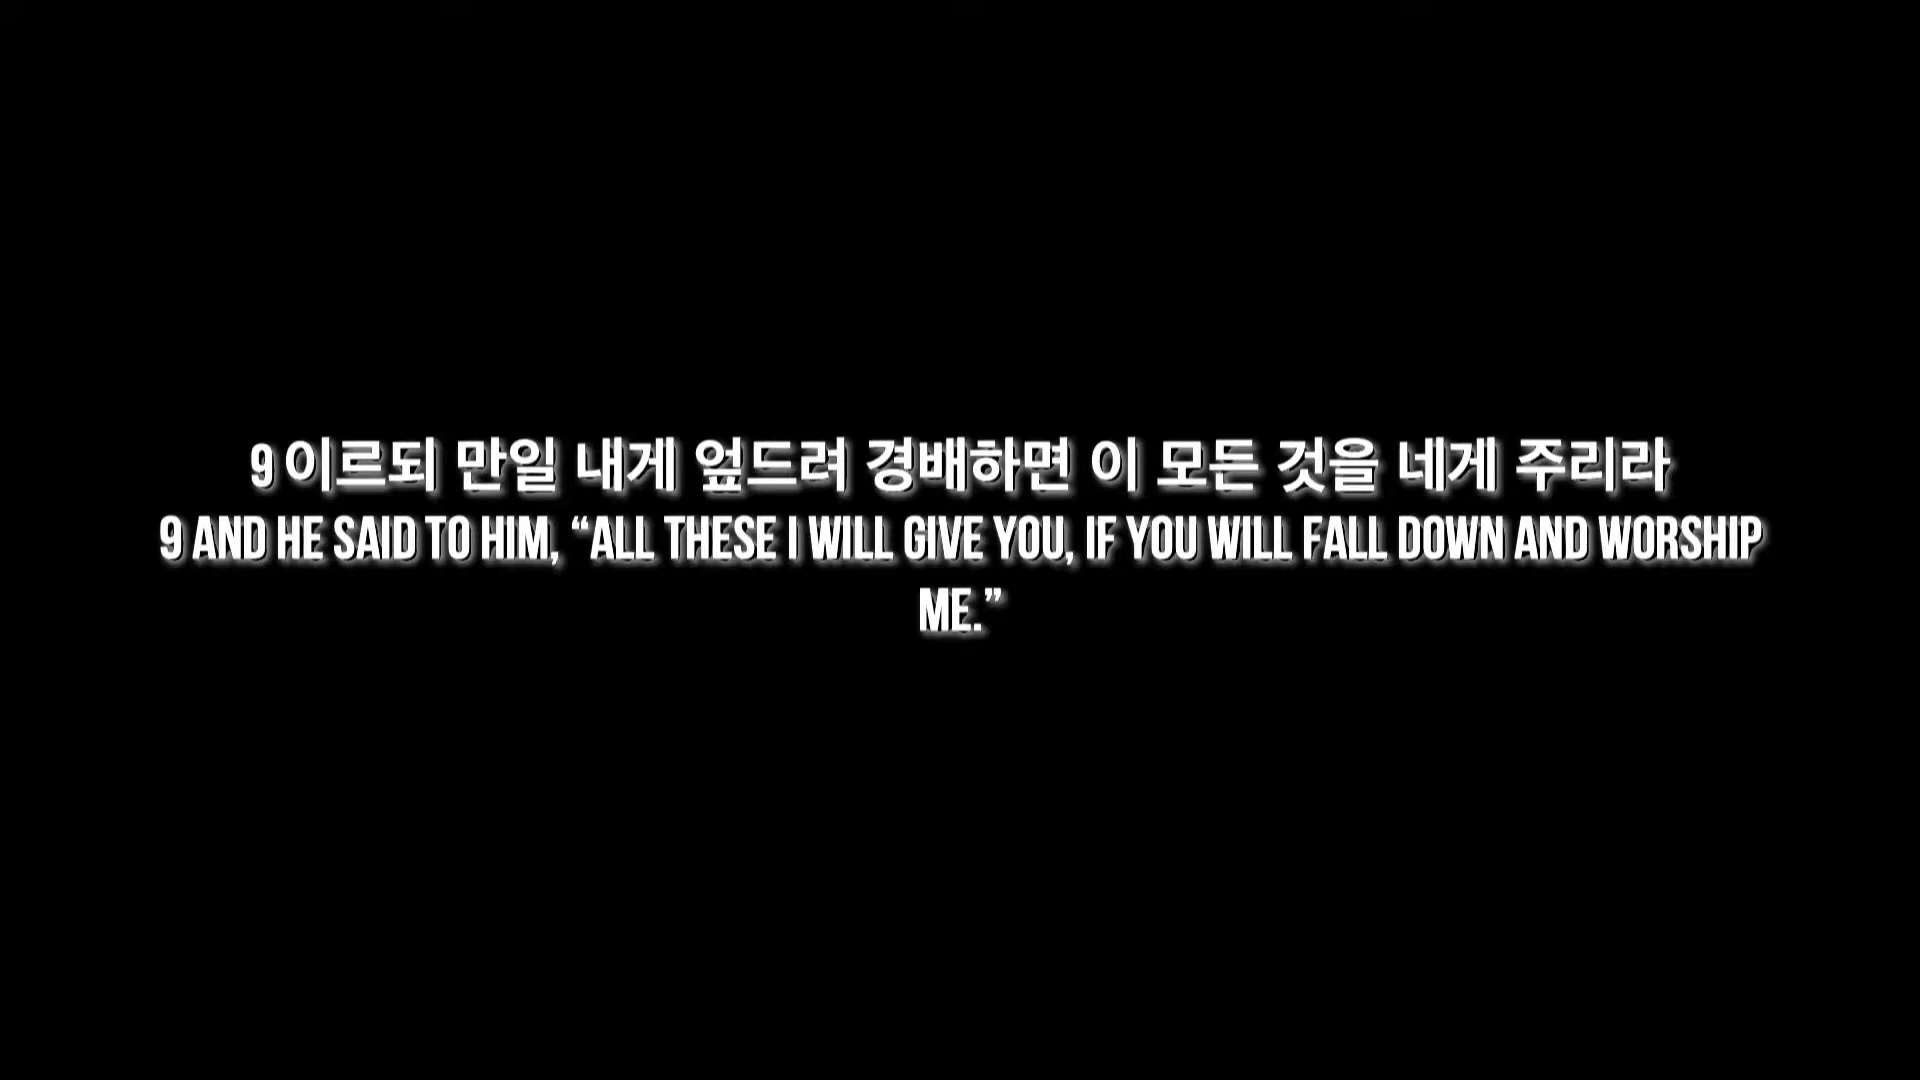 9 이르되 만일 내게 엎드려 경배하면 이 모든 것을 네게 주리라
9 AND HE SAID TO HIM, “ALL THESE I WILL GIVE YOU, IF YOU WILL FALL DOWN AND WORSHIP
ME.”